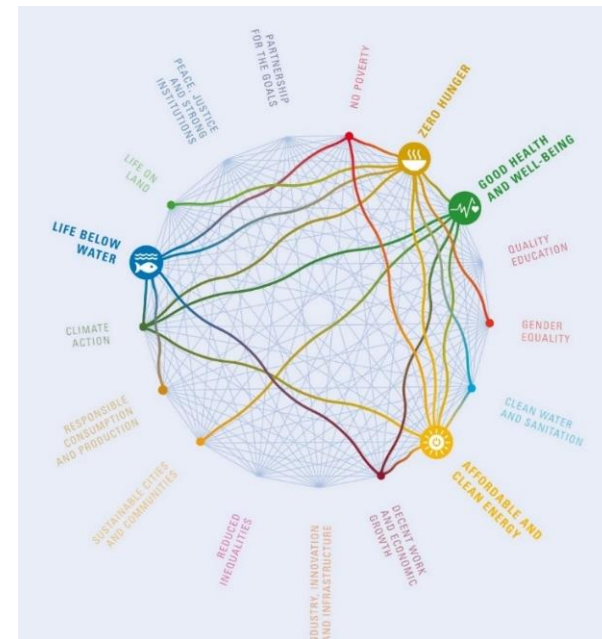 NO POVERTY
ZERO HUNGER
GOOD HEALTH
AND WELL-BEING
QUALITY
EDUCATION
GENDER
EQUALITY
CLEAN WATER
AND SANITATION
AFFORDABLE AND
CLEAN ENERGY
DECENT WORK
AND ECONOMIC
GROWTH
INDUSTRY, INNOVATION
AND INFRASTRUCTURE
REDUCED
INEQUALITIES
SUSTAINABLE CITIES
AND COMMUNITIES
RESPONSIBLE
CONSUMPTION
AND PRODUCTION
CLIMATE
ACTION
LIFE BELOW
WATER
LIFE ON
LAND
PEACE, JUSTICE
AND STRONG
INSTITUTIONS
PARTNERSHIP
FOR THE GOALS